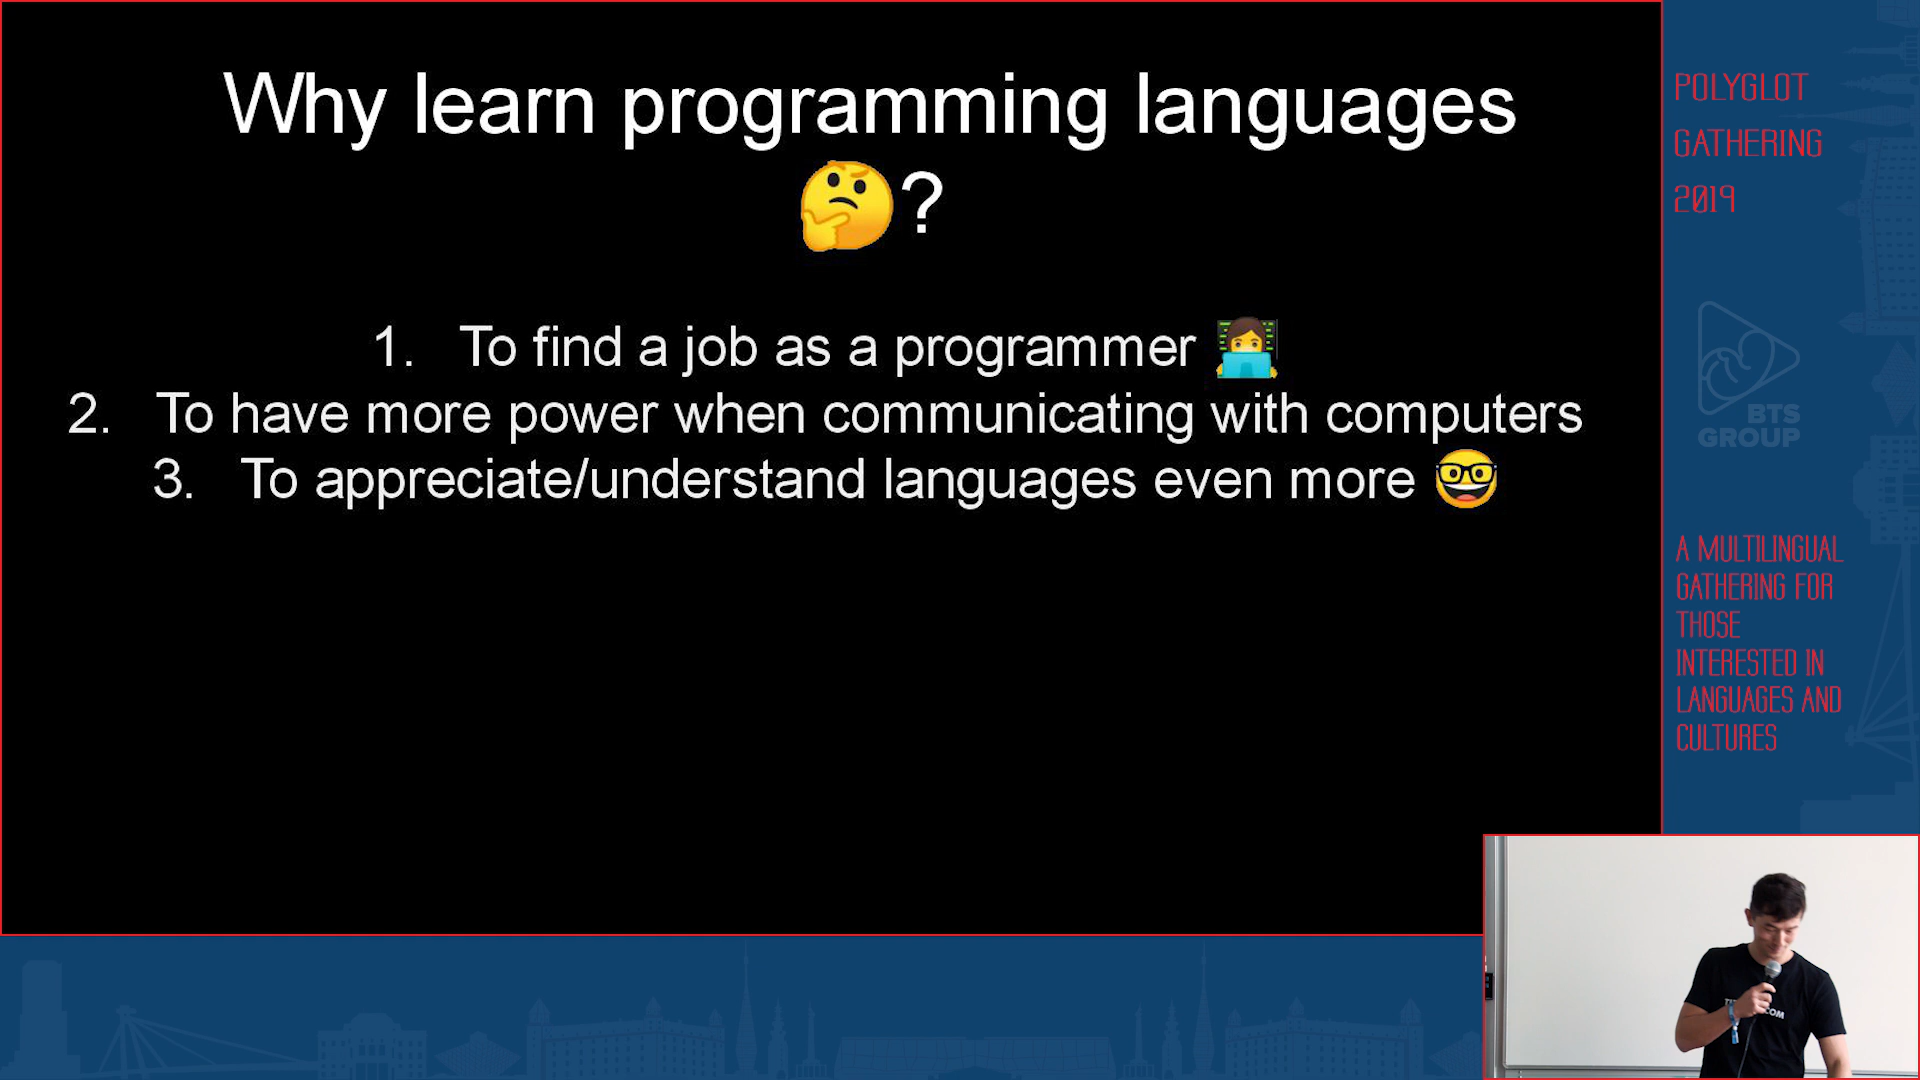 Why learn programming languages
🤔?
1. To find a job as a programmer 👩‍💻
2. To have more power when communicating with computers
3. To appreciate/understand languages even more 🤓
POLYGLOT
GATHERING
2019
BTS
GROUP
A MULTILINGUAL
GATHERING FOR
THOSE
INTERESTED IN
LANGUAGES AND
CULTURES